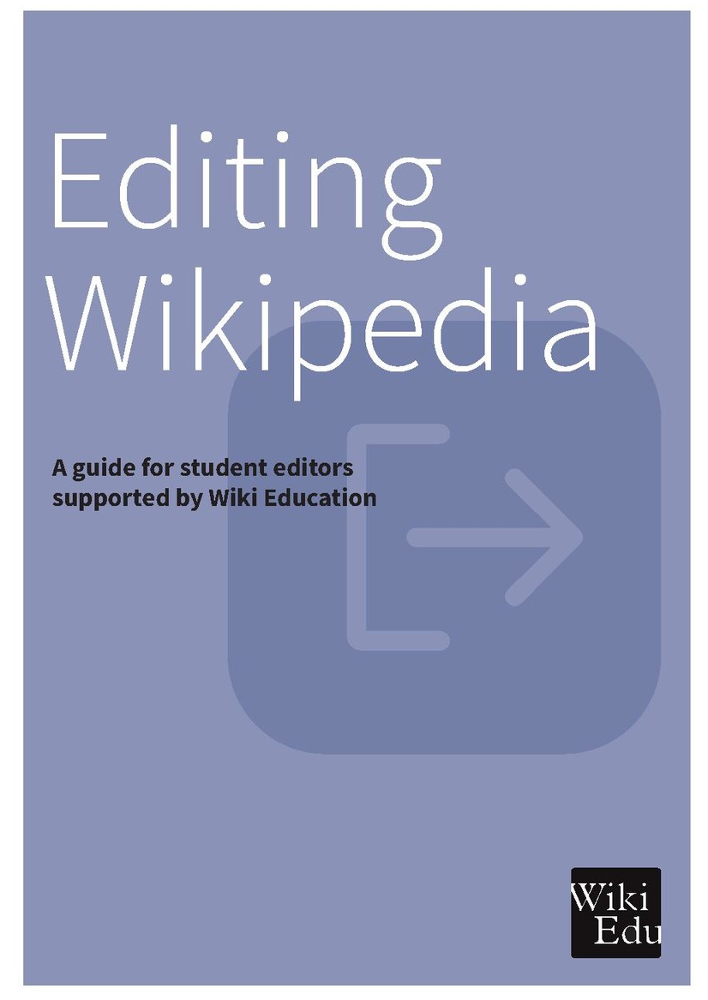 Editing
Wikipedia
A guide for student editors
supported by Wiki Education
Wiki
Edu